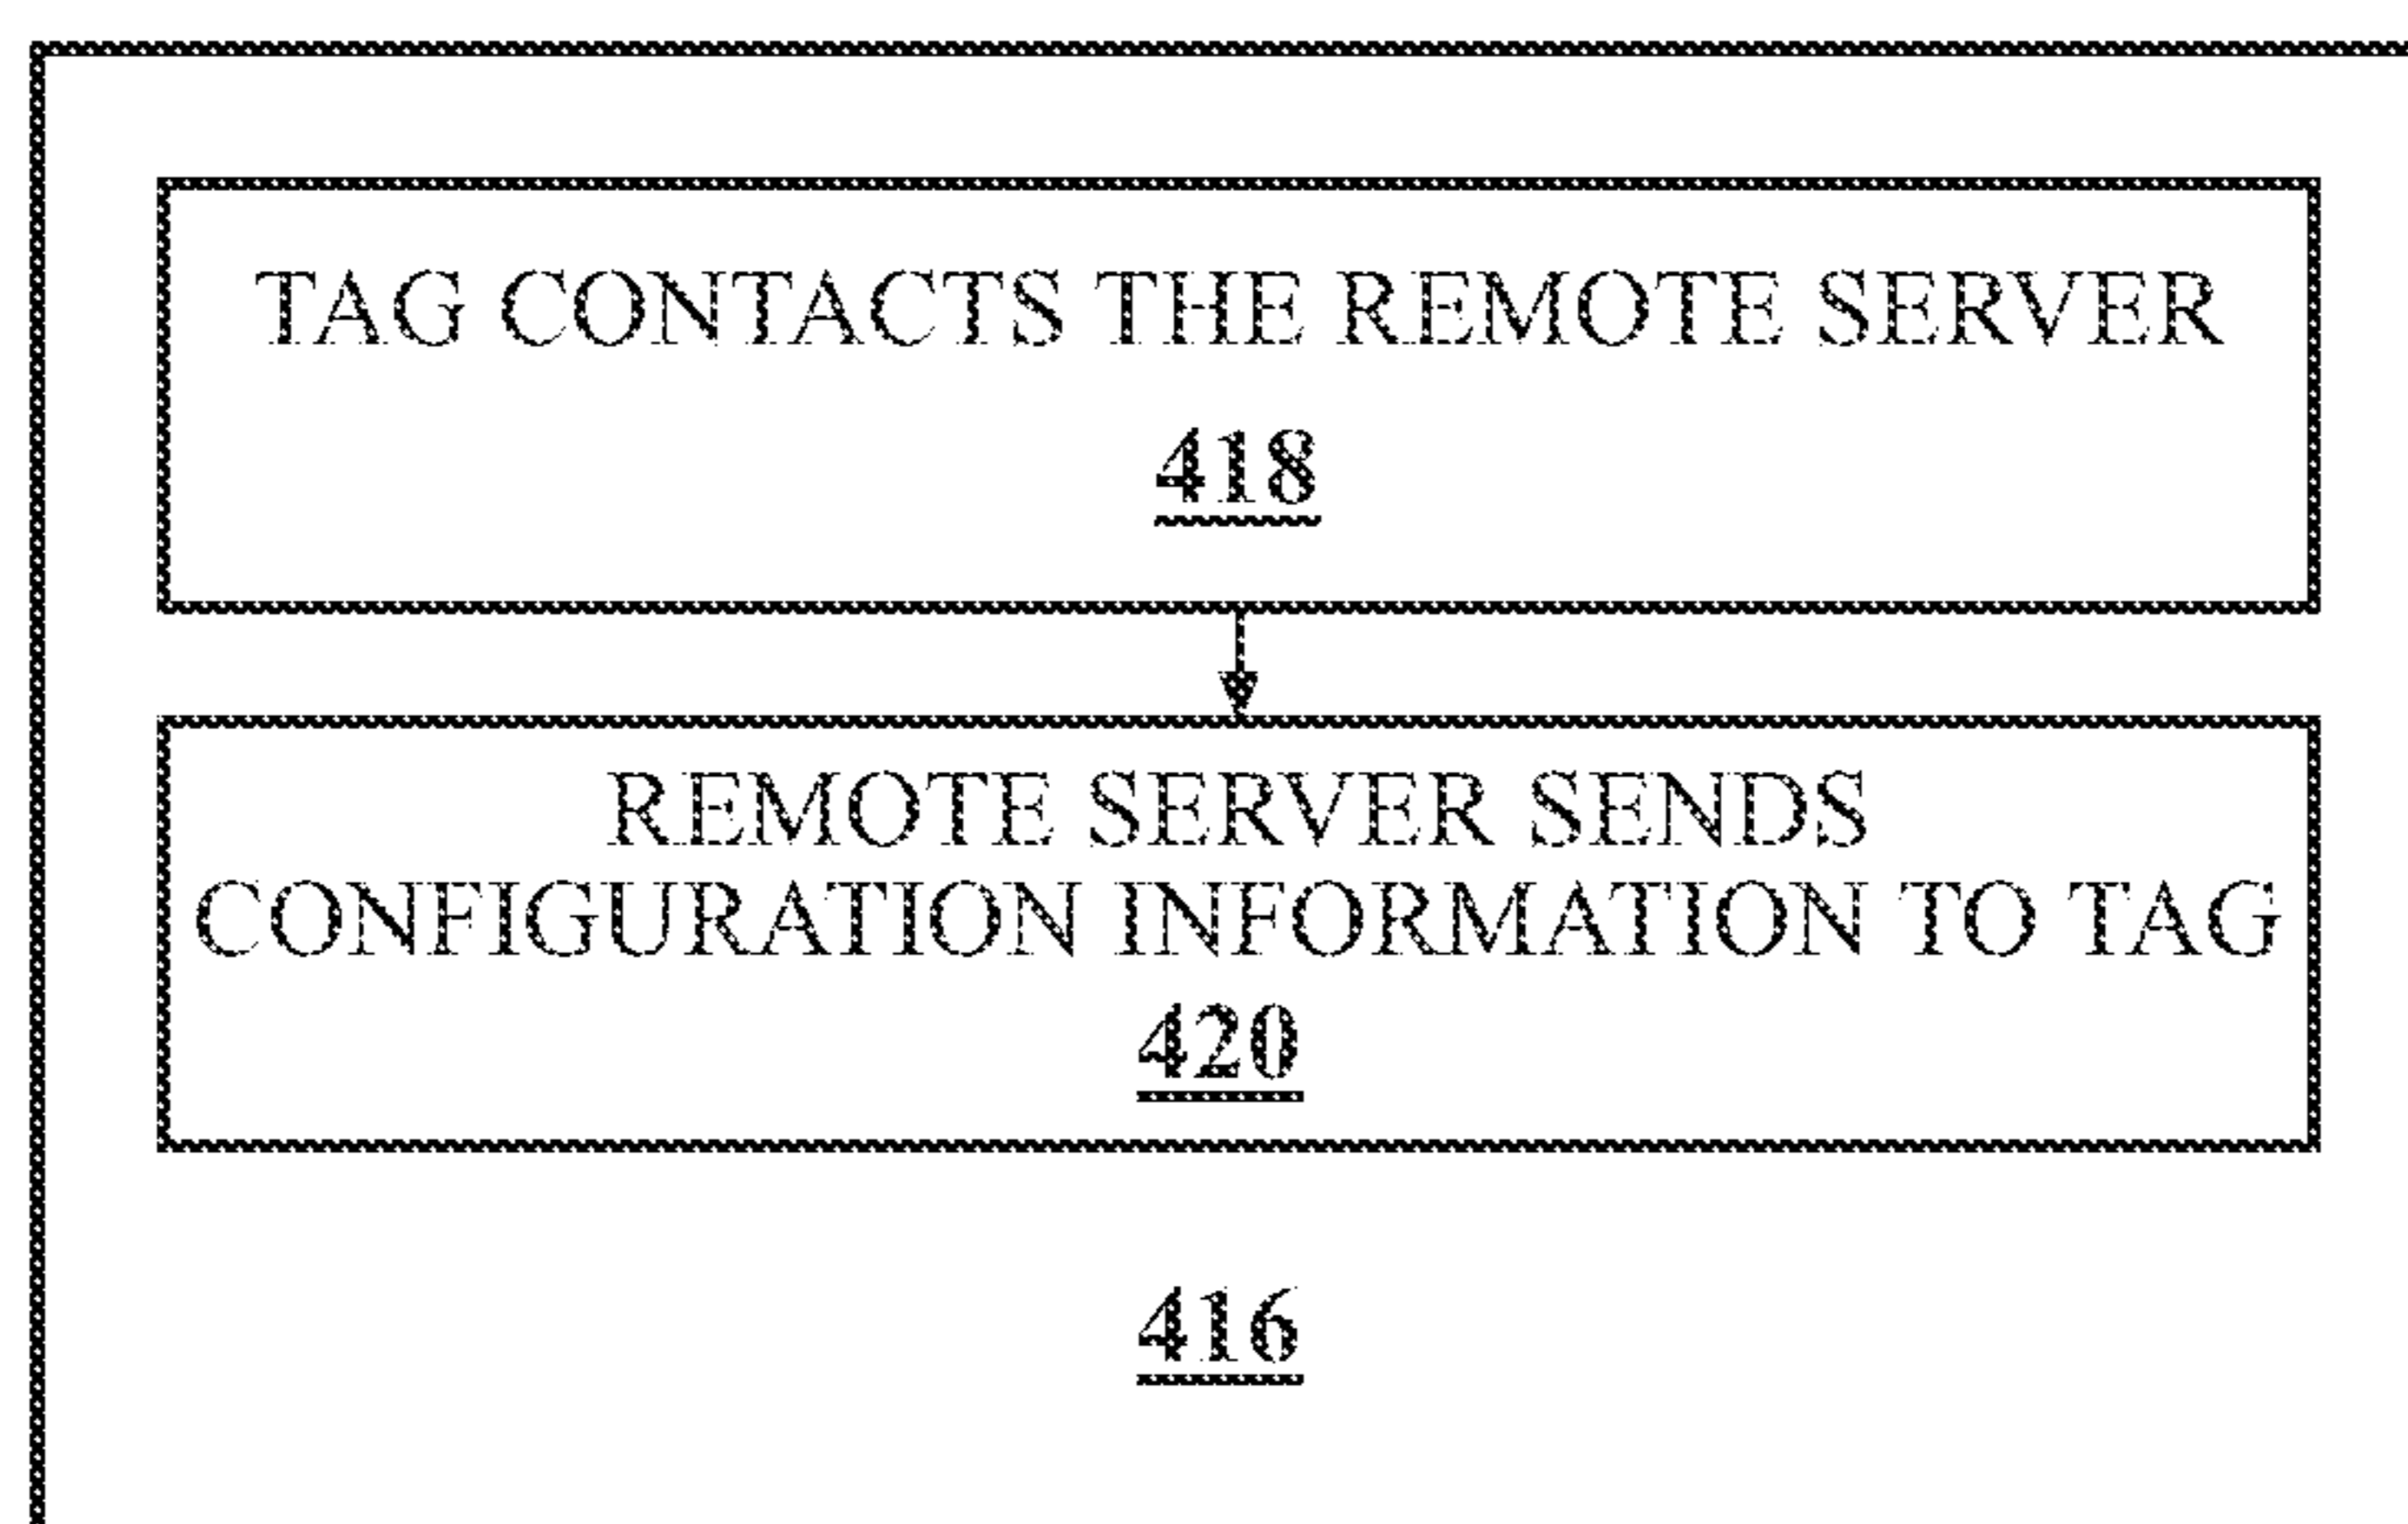 TAG CONTACTS THE REMOTE SERVER
418
REMOTE SERVER SENDS
CONFIGURATION INFORMATION TO TAG
420
416